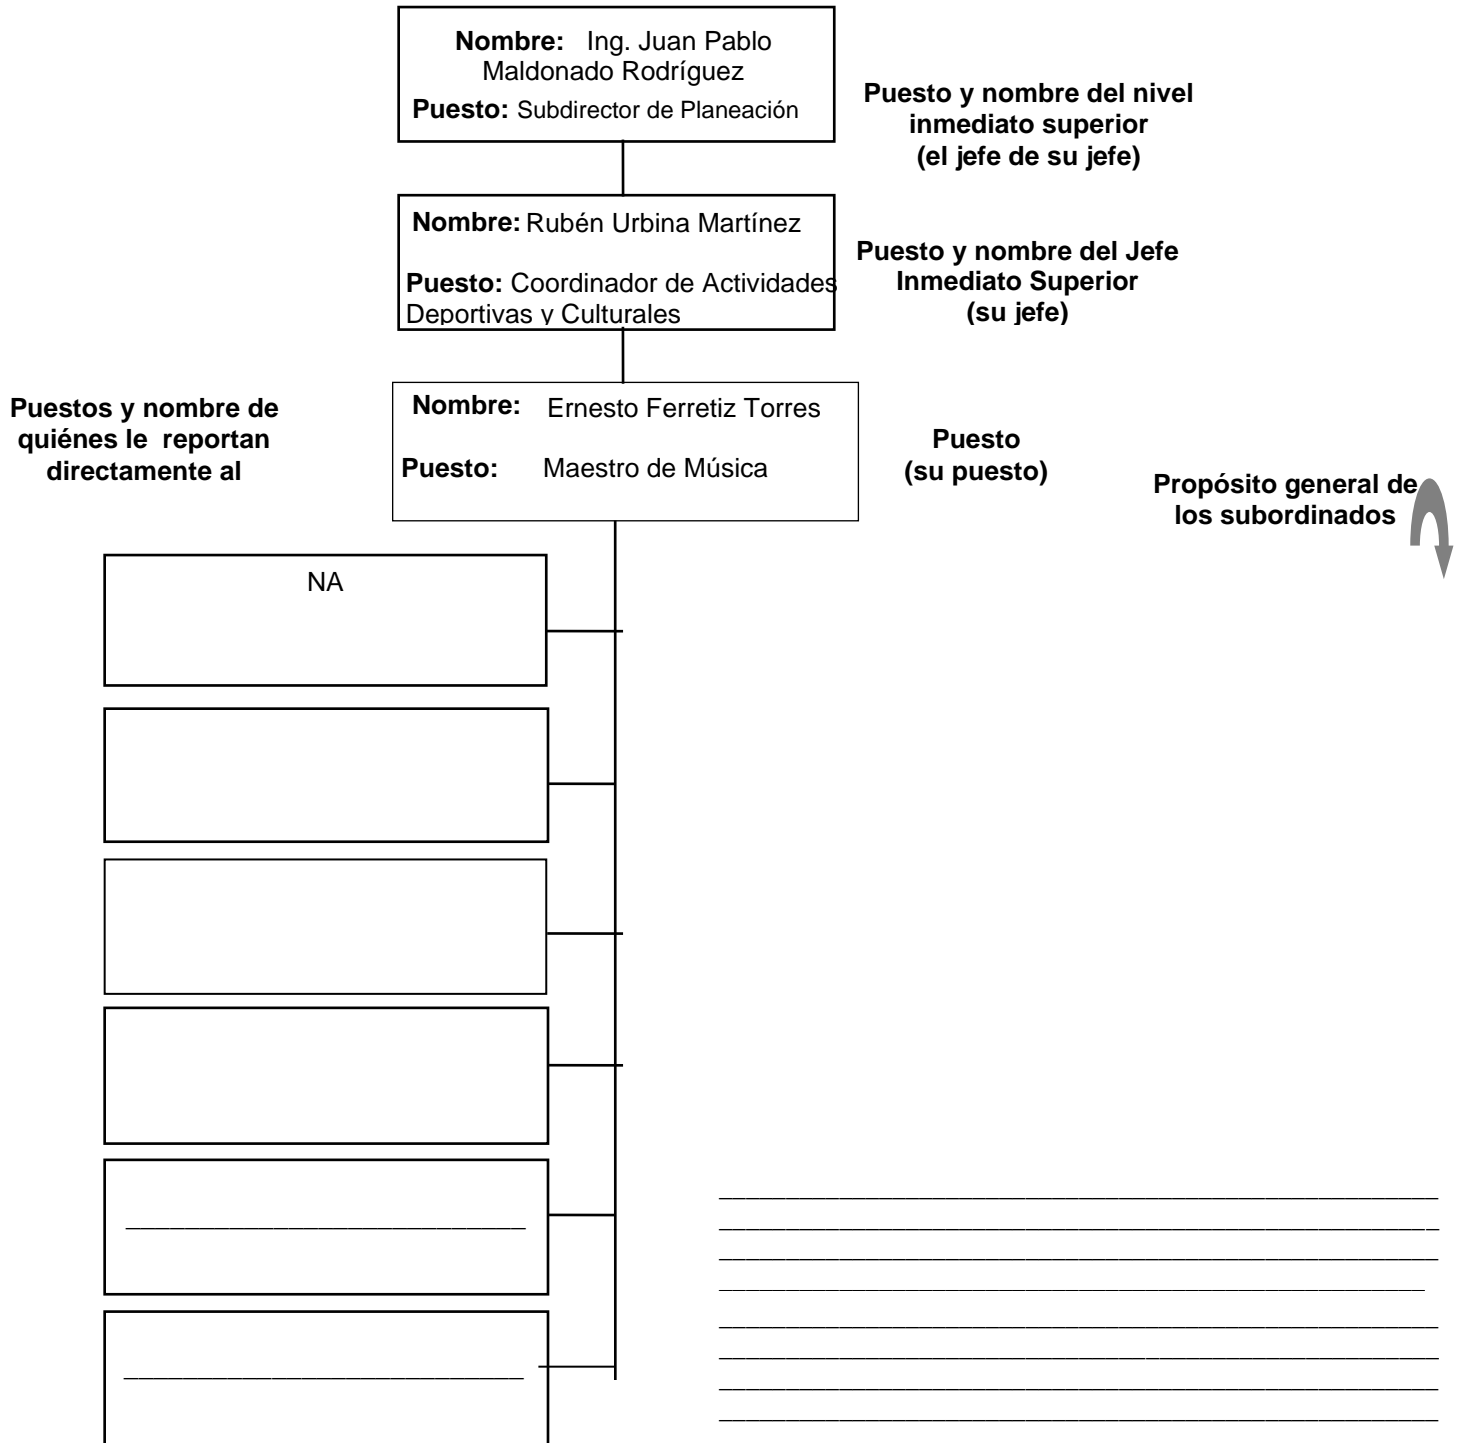 Nombre: Ing. Juan Pablo
Maldonado Rodríguez
Puesto: Subdirector de Planeación
Puesto y nombre del nivel
inmediato superior
(el jefe de su jefe)
Nombre: Rubén Urbina Martínez
Puesto: Coordinador de Actividades
Deportivas y Culturales
Puesto y nombre del Jefe
Inmediato Superior
(su jefe)
Puestos y nombre de
quiénes le reportan
directamente al
Nombre: Ernesto Ferretiz Torres
Puesto: Maestro de Música
Puesto
(su puesto)
Propósito general de
los subordinados
NA